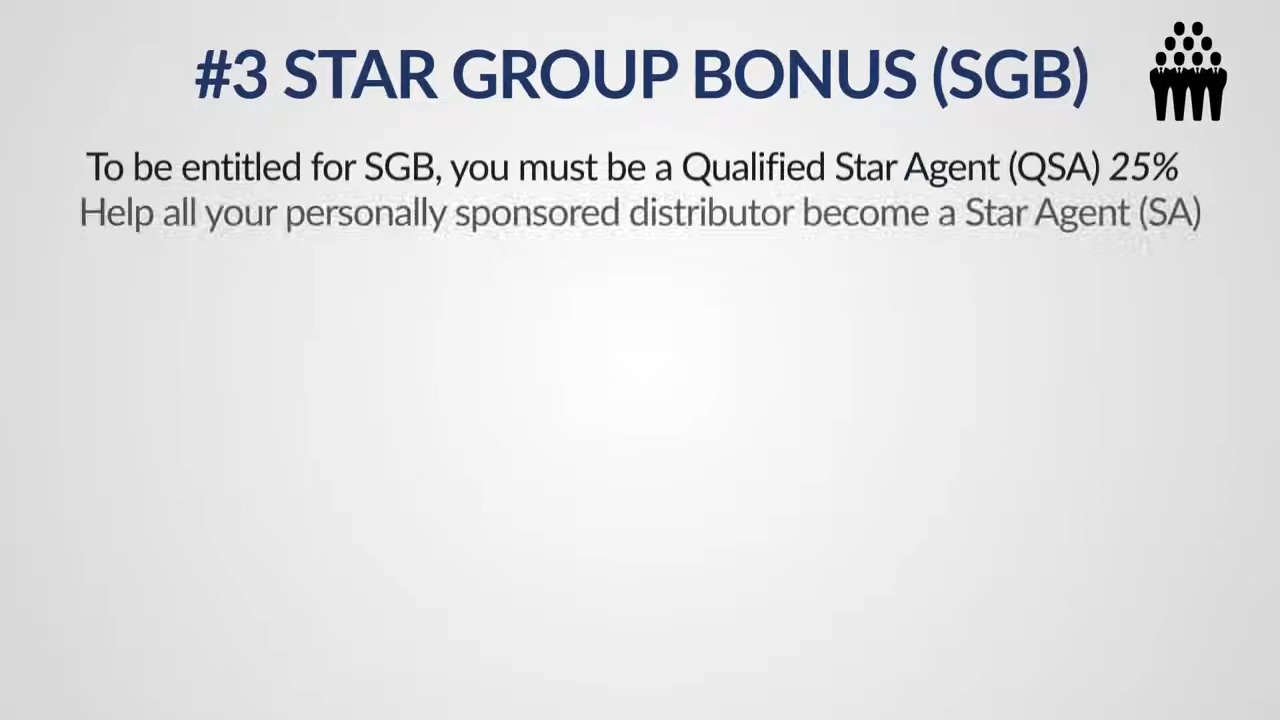 #3 STAR GROUP BONUS (SGB)
To be entitled for SGB, you must be a Qualified Star Agent (QSA) 25%
Help all your personally sponsored distributor become a Star Agent (SA)